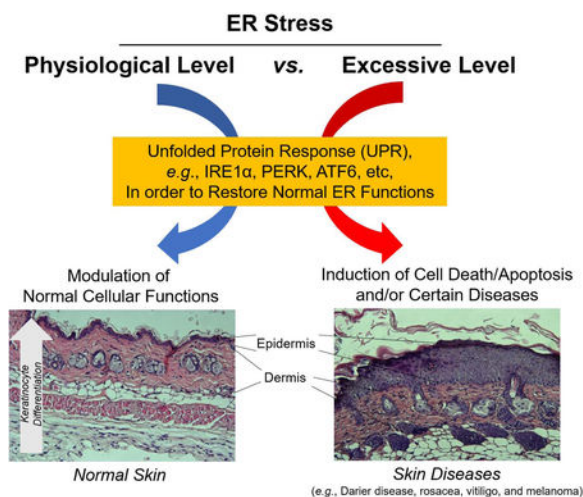 ER Stress
Physiological Level vs. Excessive Level
Unfolded Protein Response (UPR),
e.g., IRE1α, PERK, ATF6, etc,
In order to Restore Normal ER Functions
Modulation of
Normal Cellular Functions
Induction of Cell Death/Apoptosis
and/or Certain Diseases
Keratinocyte
Differentiation
Epidermis
Dermis
Normal Skin
Skin Diseases
(e.g., Darier disease, rosacea, vitiligo, and melanoma)